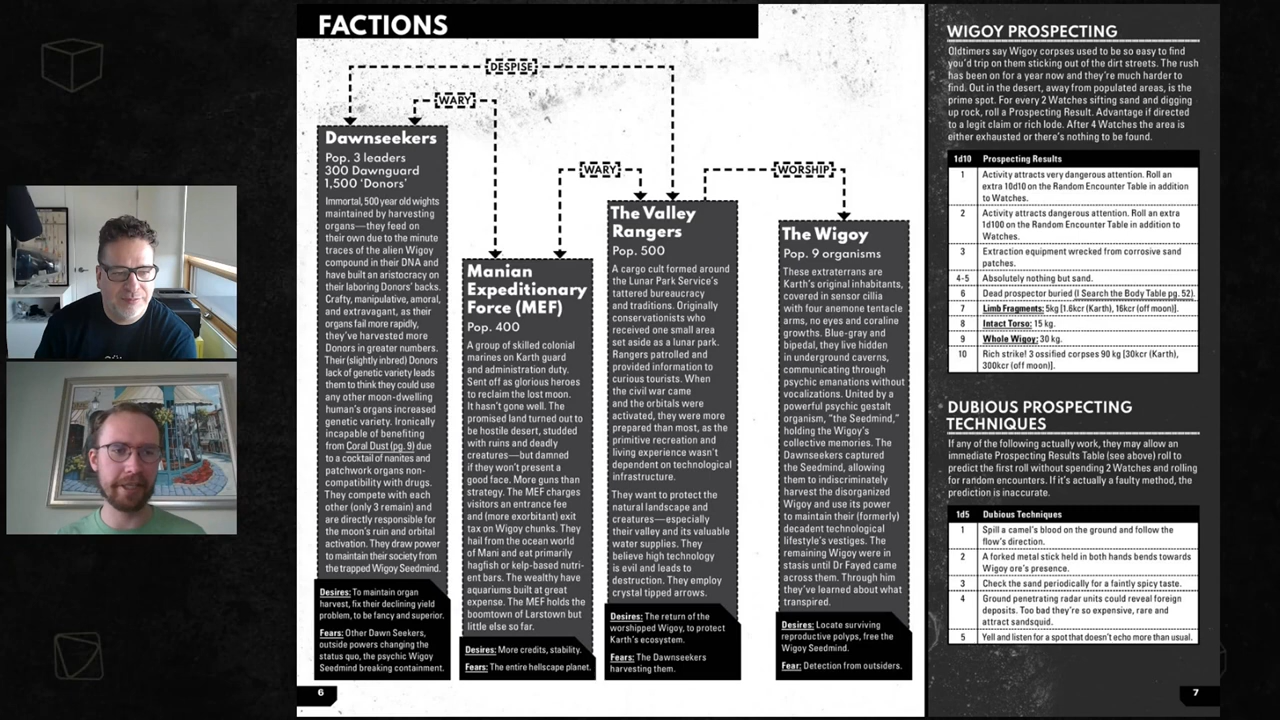 FACTIONS
DESPISE
WARY
WARY
WORSHIP
Dawnseekers
Pop. 3 leaders
300 Dawnguard
1,500 'Donors'
Immortal, 500 year old wights
maintained by harvesting
organs—they feed on
their own due to the minute
traces of the alien Wigoy
compound in their DNA and
have built an aristocracy on
their laboring Donors' backs.
Crafty, manipulative, amoral,
and extravagant, as their
organs fail more rapidly,
they've harvested more
Donors in greater numbers.
Their (slightly inbred) Donors
lack of genetic variety leads
them to think they could use
any other moon-dwelling
human's organs increased
genetic variety. Ironically
incapable of benefiting
from Coral Dust (pg. 9) due
to a cocktail of nanites and
patchwork organs non-
compatibility with drugs.
They compete with each
other (only 3 remain) and
are directly responsible for
the moon's ruin and orbital
activation. They draw power
to maintain their society from
the trapped Wigoy Seedmind.
Desires: To maintain organ
harvest, fix their declining yield
problem, to be fancy and superior.
Fears: Other Dawn Seekers,
outside powers changing the
status quo, the psychic Wigoy
Seedmind breaking containment.
Manian
Expeditionary
Force (MEF)
Pop. 400
A group of skilled colonial
marines on Karth guard
and administration duty.
Sent off as glorious heroes
to reclaim the lost moon.
It hasn't gone well. The
promised land turned out to
be hostile desert, studded
with ruins and deadly
creatures—but damned
if they won't present a
good face. More guns than
strategy. The MEF charges
visitors an entrance fee
and (more exorbitant) exit
tax on Wigoy chunks. They
hail from the ocean world
of Mani and eat primarily
hagfish or kelp-based nutri-
ent bars. The wealthy have
aquariums built at great
expense. The MEF holds the
boomtown of Larstown but
little else so far.
Desires: More credits, stability.
Fears: The entire hellscape planet.
The Valley
Rangers
Pop. 500
A cargo cult formed around
the Lunar Park Service's
tattered bureaucracy
and traditions. Originally
conservationists who
received one small area
set aside as a lunar park.
Rangers patrolled and
provided information to
curious tourists. When
the civil war came
and the orbitals were
activated, they were more
prepared than most, as the
primitive recreation and
living experience wasn't
dependent on technological
infrastructure.
They want to protect the
natural landscape and
creatures—especially
their valley and its valuable
water supplies. They
believe high technology
is evil and leads to
destruction. They employ
crystal tipped arrows.
Desires: The return of the
worshipped Wigoy, to protect
Karth's ecosystem.
Fears: The Dawnseekers
harvesting them.
The Wigoy
Pop. 9 organisms
These extraterrans are
Karth's original inhabitants,
covered in sensor cillia
with four anemone tentacle
arms, no eyes and coraline
growths. Blue-gray and
bipedal, they live hidden
in underground caverns,
communicating through
psychic emanations without
vocalizations. United by a
powerful psychic gestalt
organism, "the Seedmind,"
holding the Wigoy's
collective memories. The
Dawnseekers captured
the Seedmind, allowing
them to indiscriminately
harvest the disorganized
Wigoy and use its power
to maintain their (formerly)
decadent technological
lifestyle's vestiges. The
remaining Wigoy were in
stasis until Dr Fayed came
across them. Through him
they've learned about what
transpired.
Desires: Locate surviving
reproductive polyps, free the
Wigoy Seedmind.
Fear: Detection from outsiders.
6
WIGOY PROSPECTING
Oldtimers say Wigoy corpses used to be so easy to find
you'd trip on them sticking out of the dirt streets. The rush
has been on for a year now and they're much harder to
find. Out in the desert, away from populated areas, is the
prime spot. For every 2 Watches sifting sand and digging
up rock, roll a Prospecting Result. Advantage if directed
to a legit claim or rich lode. After 4 Watches the area is
either exhausted or there's nothing to be found.
1d10 Prospecting Results
1 Activity attracts very dangerous attention. Roll an
extra 10d10 on the Random Encounter Table in addition
to Watches.
2 Activity attracts dangerous attention. Roll an extra
1d100 on the Random Encounter Table in addition to
Watches.
3 Extraction equipment wrecked from corrosive sand
patches.
4-5 Absolutely nothing but sand.
6 Dead prospector buried (I Search the Body Table pg. 52).
7 Limb Fragments: 5kg [1.6kcr (Karth), 16kcr (off moon)].
8 Intact Torso: 15 kg.
9 Whole Wigoy: 30 kg.
10 Rich strike! 3 ossified corpses 90 kg [30kcr (Karth),
300kcr (off moon)].
DUBIOUS PROSPECTING
TECHNIQUES
If any of the following actually work, they may allow an
immediate Prospecting Results Table (see above) roll to
predict the first roll without spending 2 Watches and rolling
for random encounters. If it's actually a faulty method, the
prediction is inaccurate.
1d5 Dubious Techniques
1 Spill a camel's blood on the ground and follow the
flow's direction.
2 A forked metal stick held in both hands bends towards
Wigoy ore's presence.
3 Check the sand periodically for a faintly spicy taste.
4 Ground penetrating radar units could reveal foreign
deposits. Too bad they're so expensive, rare and
attract sandsquid.
5 Yell and listen for a spot that doesn't echo more than usual.
7